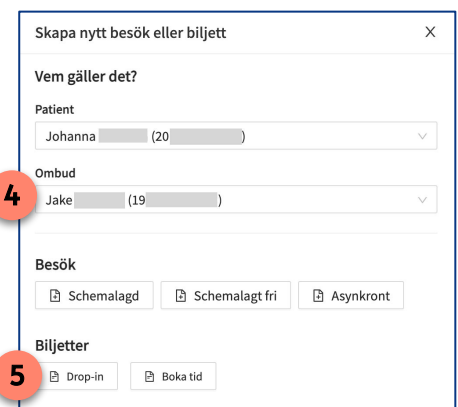 Skapa nytt besök eller biljett X
Vem gäller det?
Patient
Johanna (20 )
Ombud
4
Jake (19 )
Besök
Schemalagd Schemalagt fri Asynkront
Biljetter
5 Drop-in Boka tid